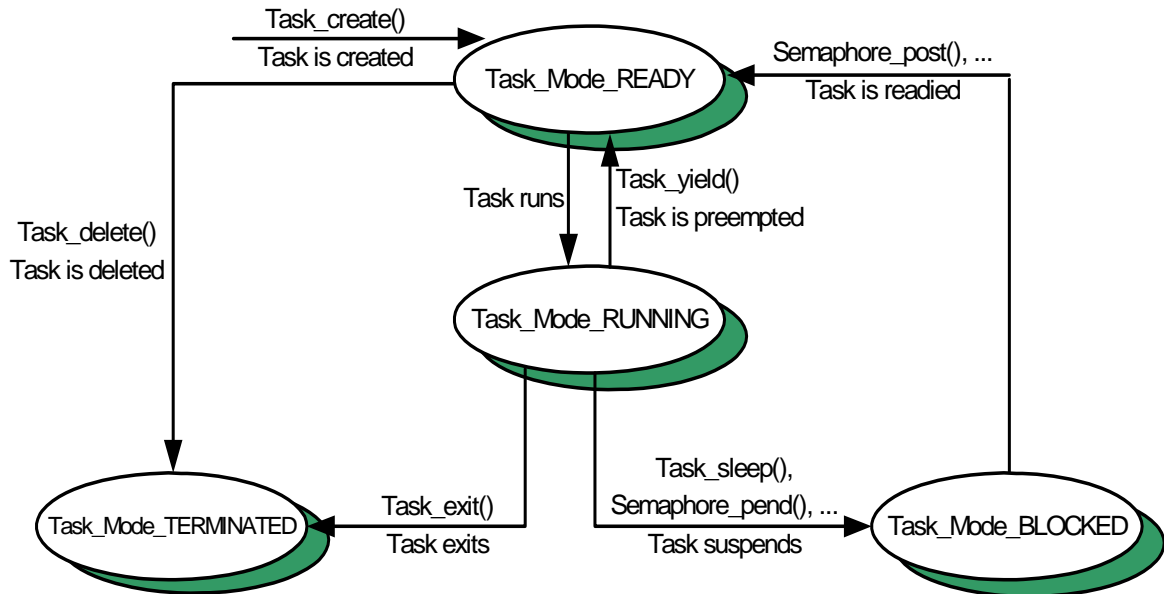 Task_create()
Task is created
Task_Mode_READY
Semaphore_post(), ...
Task is readied
Task runs
Task_yield()
Task is preempted
Task_delete()
Task is deleted
Task_Mode_RUNNING
Task_sleep(),
Semaphore_pend(), ...
Task suspends
Task_exit()
Task exits
Task_Mode_TERMINATED
Task_Mode_BLOCKED